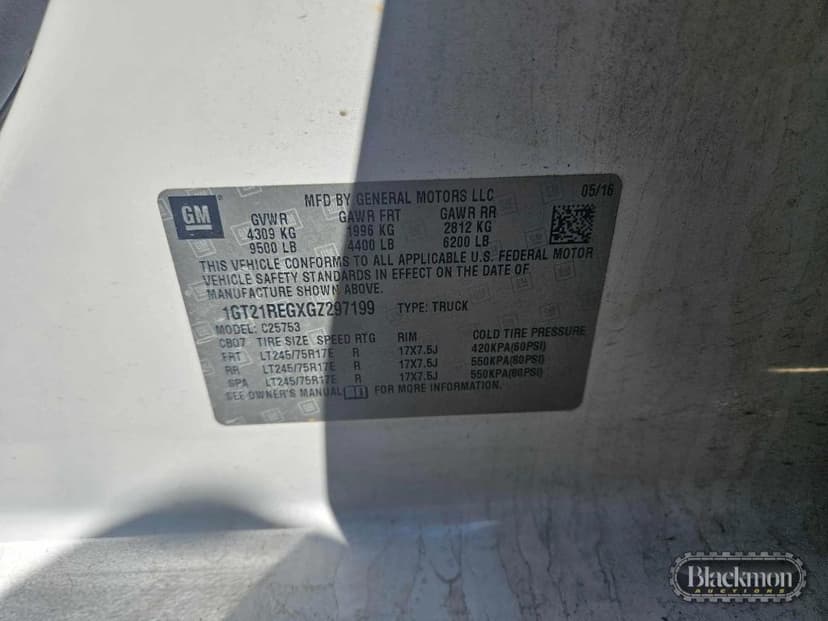 GM
MFD BY GENERAL MOTORS LLC 05/16
GVWR GAWR FRT GAWR RR
4309 KG 1996 KG 2812 KG
9500 LB 4400 LB 6200 LB
THIS VEHICLE CONFORMS TO ALL APPLICABLE U.S. FEDERAL MOTOR
VEHICLE SAFETY STANDARDS IN EFFECT ON THE DATE OF
MANUFACTURE SHOWN ABOVE.
1GT21REGXGZ297199 TYPE: TRUCK
MODEL: C25753
CB07 TIRE SIZE SPEED RTG RIM COLD TIRE PRESSURE
FRT LT245/75R17E R 17X7.5J 420KPA(60PSI)
RR LT245/75R17E R 17X7.5J 550KPA(80PSI)
SPA LT245/75R17E R 17X7.5J 550KPA(80PSI)
SEE OWNER'S MANUAL FOR MORE INFORMATION.
Blackmon
AUCTIONS